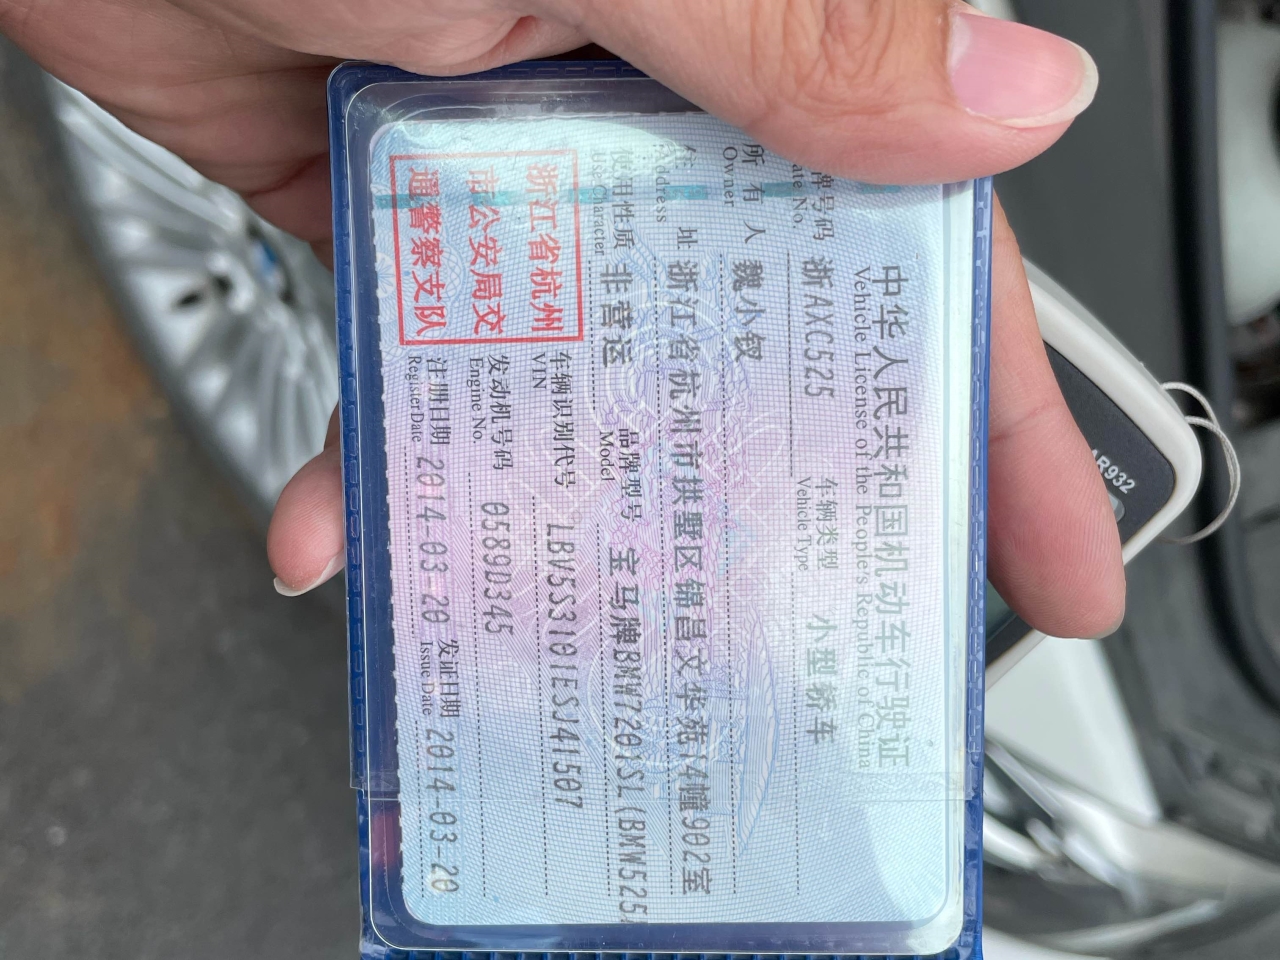 中华人民共和国机动车行驶证
Vehicle License of the People's Republic of China
牌号码 浙AXC525 车辆类型 小型轿车
ate No. Vehicle Type
所有人 魏小钗
Owner
住址 浙江省杭州市拱墅区锦昌文华苑14幢902室
Address
使用性质 非营运 品牌型号 宝马牌BMW7201SL(BMW525
Use Character Model
浙江省杭州
市公安局交
通警察支队
车辆识别代号 LBV5S3101ESJ41507
VIN
发动机号码 0589D345
Engine No.
注册日期 2014-03-20 发证日期 2014-03-20
Register Date Issue Date
AR932